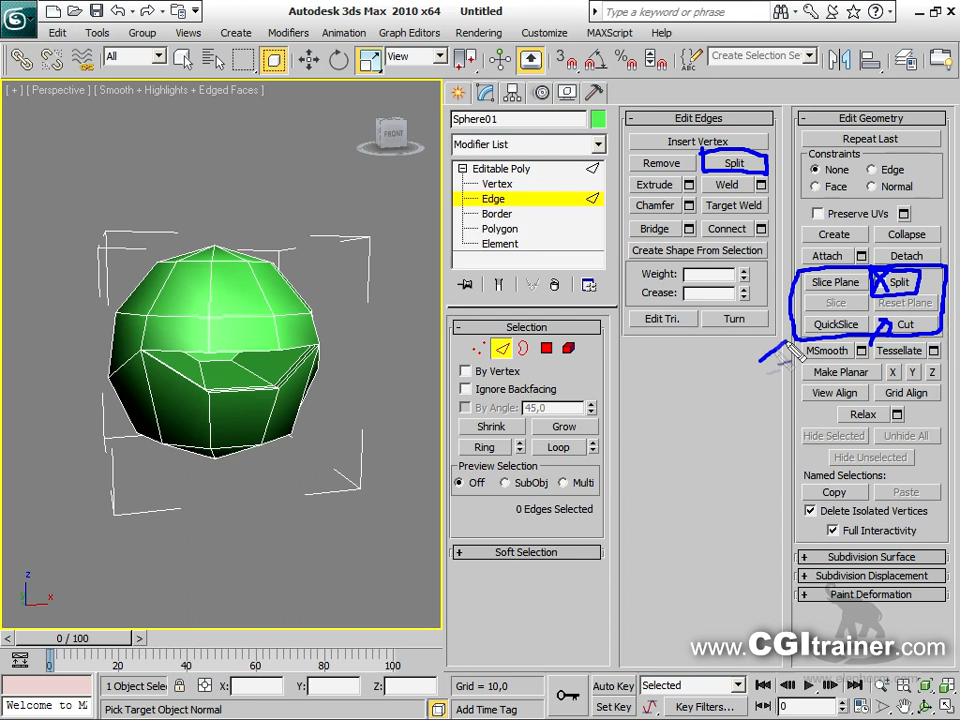 Autodesk 3ds Max 2010 x64 Untitled
Type a keyword or phrase
Edit Tools Group Views Create Modifiers Animation Graph Editors Rendering Customize MAXScript Help
All
View
3
Create Selection Se
[ + ] [ Perspective ] [ Smooth + Highlights + Edged Faces ]
FRONT
z
x
Sphere01
Modifier List
Editable Poly
Vertex
Edge
Border
Polygon
Element
- Selection
By Vertex
Ignore Backfacing
By Angle: 45,0
Shrink Grow
Ring Loop
Preview Selection
Off SubObj Multi
0 Edges Selected
+ Soft Selection
- Edit Edges
Insert Vertex
Remove Split
Extrude Weld
Chamfer Target Weld
Bridge Connect
Create Shape From Selection
Weight:
Crease:
Edit Tri. Turn
- Edit Geometry
Repeat Last
Constraints
None Edge
Face Normal
Preserve UVs
Create Collapse
Attach Detach
Slice Plane Split
Slice Reset Plane
QuickSlice Cut
MSmooth Tessellate
Make Planar X Y Z
View Align Grid Align
Relax
Hide Selected Unhide All
Hide Unselected
Named Selections:
Copy Paste
Delete Isolated Vertices
Full Interactivity
+ Subdivision Surface
+ Subdivision Displacement
+ Paint Deformation
www.CGItrainer.com
< 0 / 100 >
0 20 40 60 80 100
1 Object Selec X: Y: Z: Grid = 10,0 Auto Key Selected
Welcome to M Pick Target Object Normal Add Time Tag Set Key Key Filters... 0